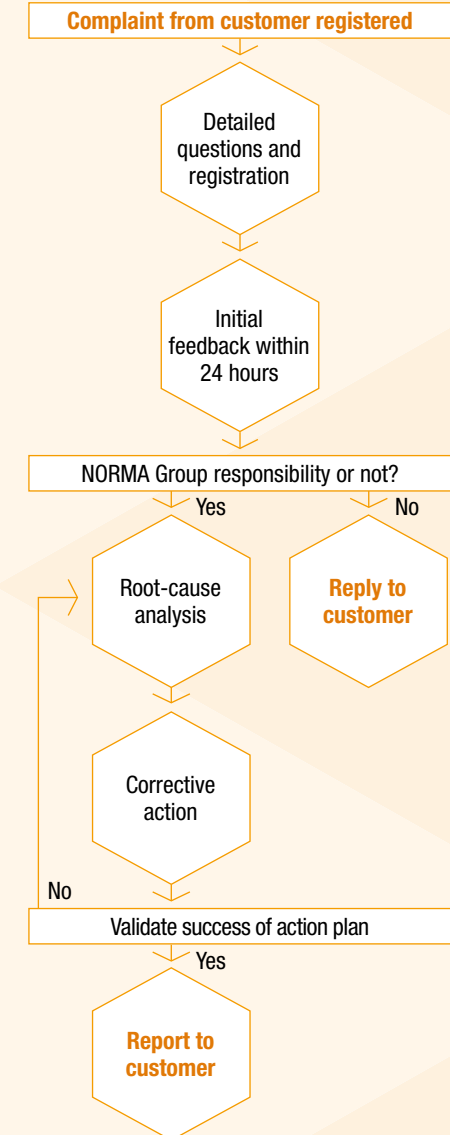 Complaint from customer registered
Detailed
questions and
registration
Initial
feedback within
24 hours
NORMA Group responsibility or not?
Yes
No
Root-cause
analysis
Reply to
customer
Corrective
action
No
Validate success of action plan
Yes
Report to
customer